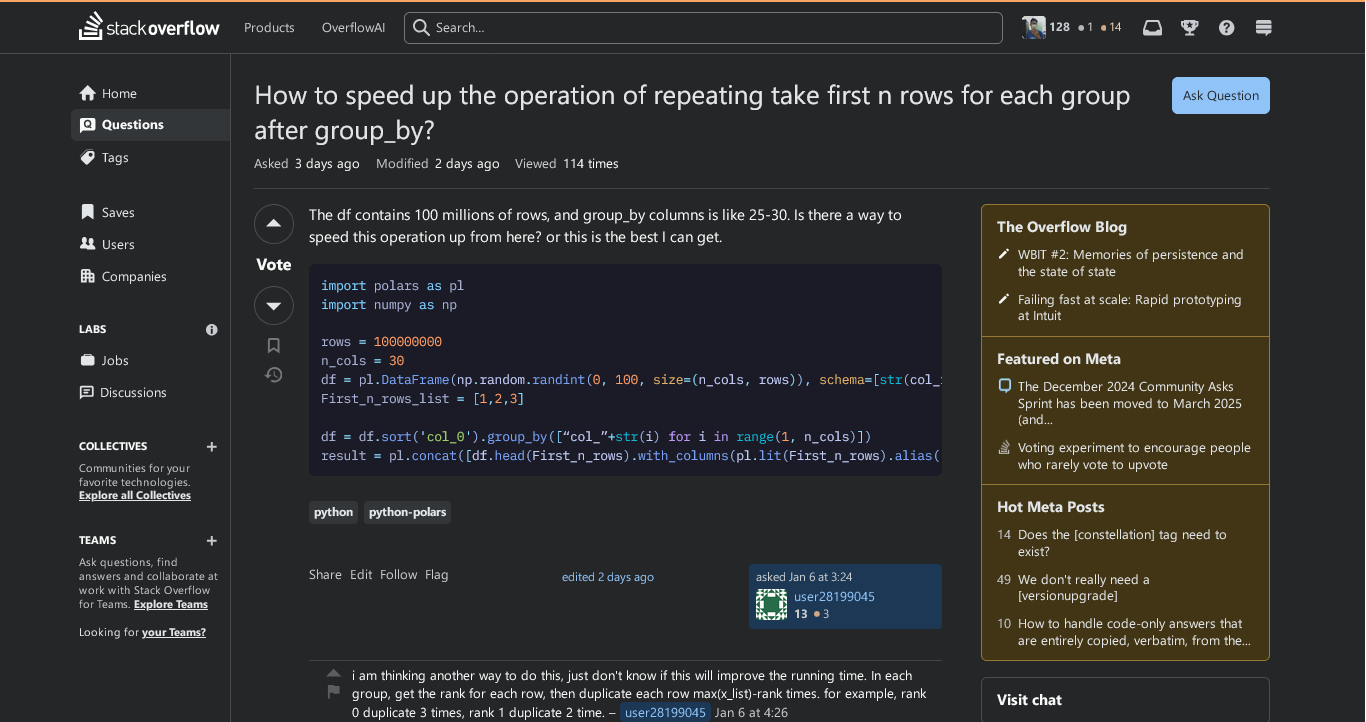 stackoverflow
Products
OverflowAI
Search...
128
1
14
Home
Questions
Tags
Saves
Users
Companies
LABS
Jobs
Discussions
COLLECTIVES
Communities for your
favorite technologies.
Explore all Collectives
TEAMS
Ask questions, find
answers and collaborate at
work with Stack Overflow
for Teams. Explore Teams
Looking for your Teams?
How to speed up the operation of repeating take first n rows for each group
after group_by?
Ask Question
Asked 3 days ago Modified 2 days ago Viewed 114 times
Vote
The df contains 100 millions of rows, and group_by columns is like 25-30. Is there a way to
speed this operation up from here? or this is the best I can get.
import polars as pl
import numpy as np
rows = 100000000
n_cols = 30
df = pl.DataFrame(np.random.randint(0, 100, size=(n_cols, rows)), schema=[str(col_
First_n_rows_list = [1,2,3]
df = df.sort('col_0').group_by([“col_”+str(i) for i in range(1, n_cols)])
result = pl.concat([df.head(First_n_rows).with_columns(pl.lit(First_n_rows).alias(
python
python-polars
Share Edit Follow Flag
edited 2 days ago
asked Jan 6 at 3:24
user28199045
13
3
i am thinking another way to do this, just don't know if this will improve the running time. In each
group, get the rank for each row, then duplicate each row max(x_list)-rank times. for example, rank
0 duplicate 3 times, rank 1 duplicate 2 time. – user28199045 Jan 6 at 4:26
The Overflow Blog
WBIT #2: Memories of persistence and
the state of state
Failing fast at scale: Rapid prototyping
at Intuit
Featured on Meta
The December 2024 Community Asks
Sprint has been moved to March 2025
(and...
Voting experiment to encourage people
who rarely vote to upvote
Hot Meta Posts
14 Does the [constellation] tag need to
exist?
49 We don't really need a
[versionupgrade]
10 How to handle code-only answers that
are entirely copied, verbatim, from the...
Visit chat